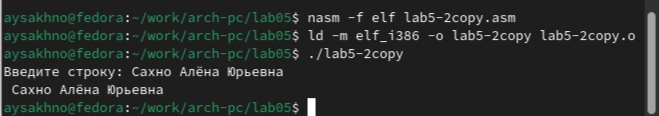 aysakhno@fedora:~/work/arch-pc/lab05$ nasm -f elf lab5-2copy.asm
aysakhno@fedora:~/work/arch-pc/lab05$ ld -m elf_i386 -o lab5-2copy lab5-2copy.o
aysakhno@fedora:~/work/arch-pc/lab05$ ./lab5-2copy
Введите строку: Сахно Алёна Юрьевна
 Сахно Алёна Юрьевна
aysakhno@fedora:~/work/arch-pc/lab05$